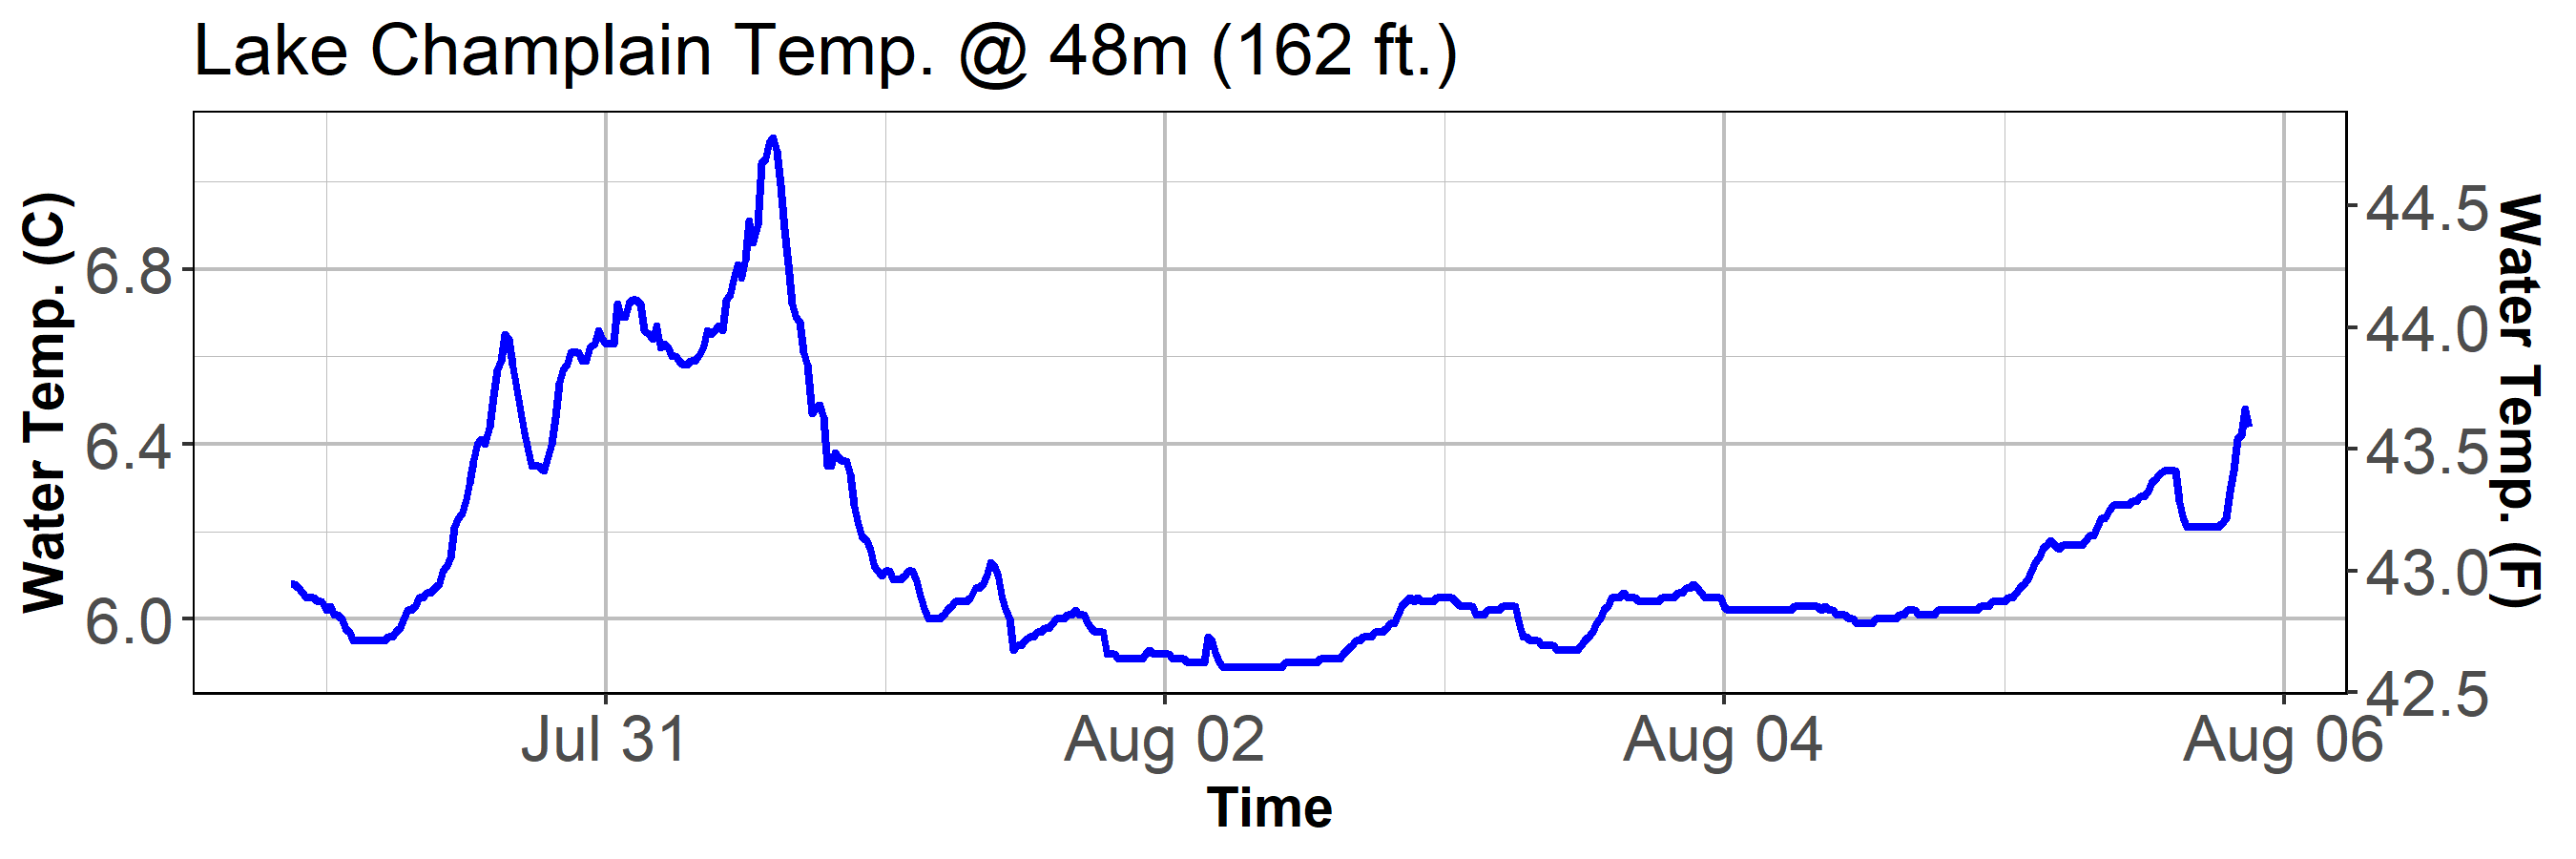 Lake Champlain Temp. @ 48m (162 ft.)
Water Temp. (C)
6.8
6.4
6.0
44.5
44.0
43.5
43.0
42.5
Water Temp. (F)
Jul 31
Aug 02
Aug 04
Aug 06
Time